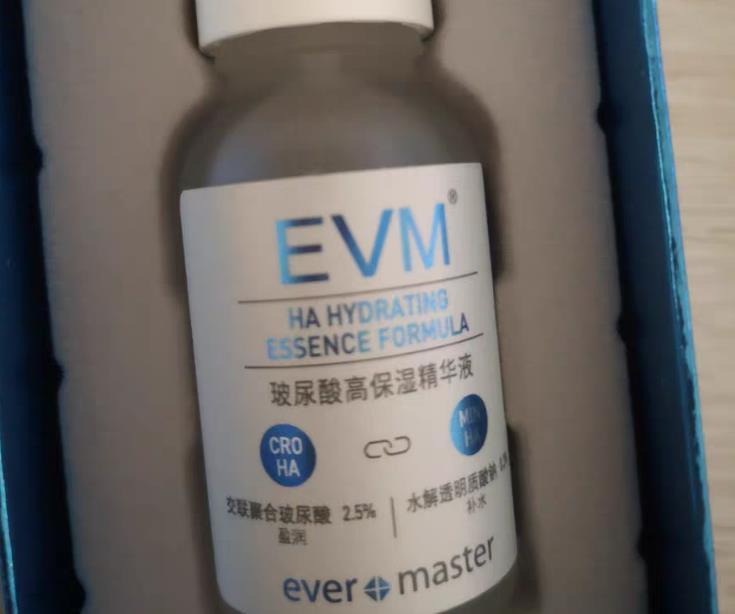 EVM®
HA HYDRATING
ESSENCE FORMULA
玻尿酸高保湿精华液
CRO
HA
MINI
HA
交联聚合玻尿酸 2.5%
盈润
水解透明质酸钠
补水
ever master